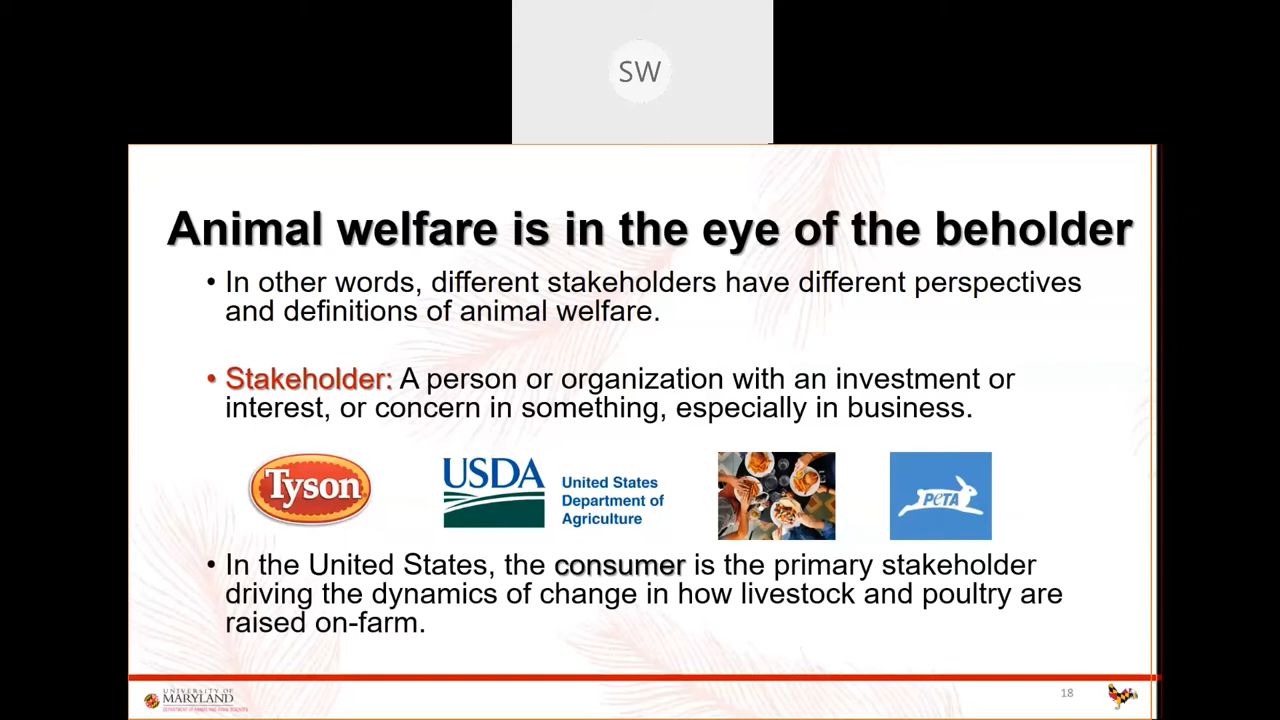 SW
Animal welfare is in the eye of the beholder
• In other words, different stakeholders have different perspectives
and definitions of animal welfare.
• Stakeholder: A person or organization with an investment or
interest, or concern in something, especially in business.
Tyson
USDA
United States
Department of
Agriculture
PeTA
• In the United States, the consumer is the primary stakeholder
driving the dynamics of change in how livestock and poultry are
raised on-farm.
UNIVERSITY OF
MARYLAND
18